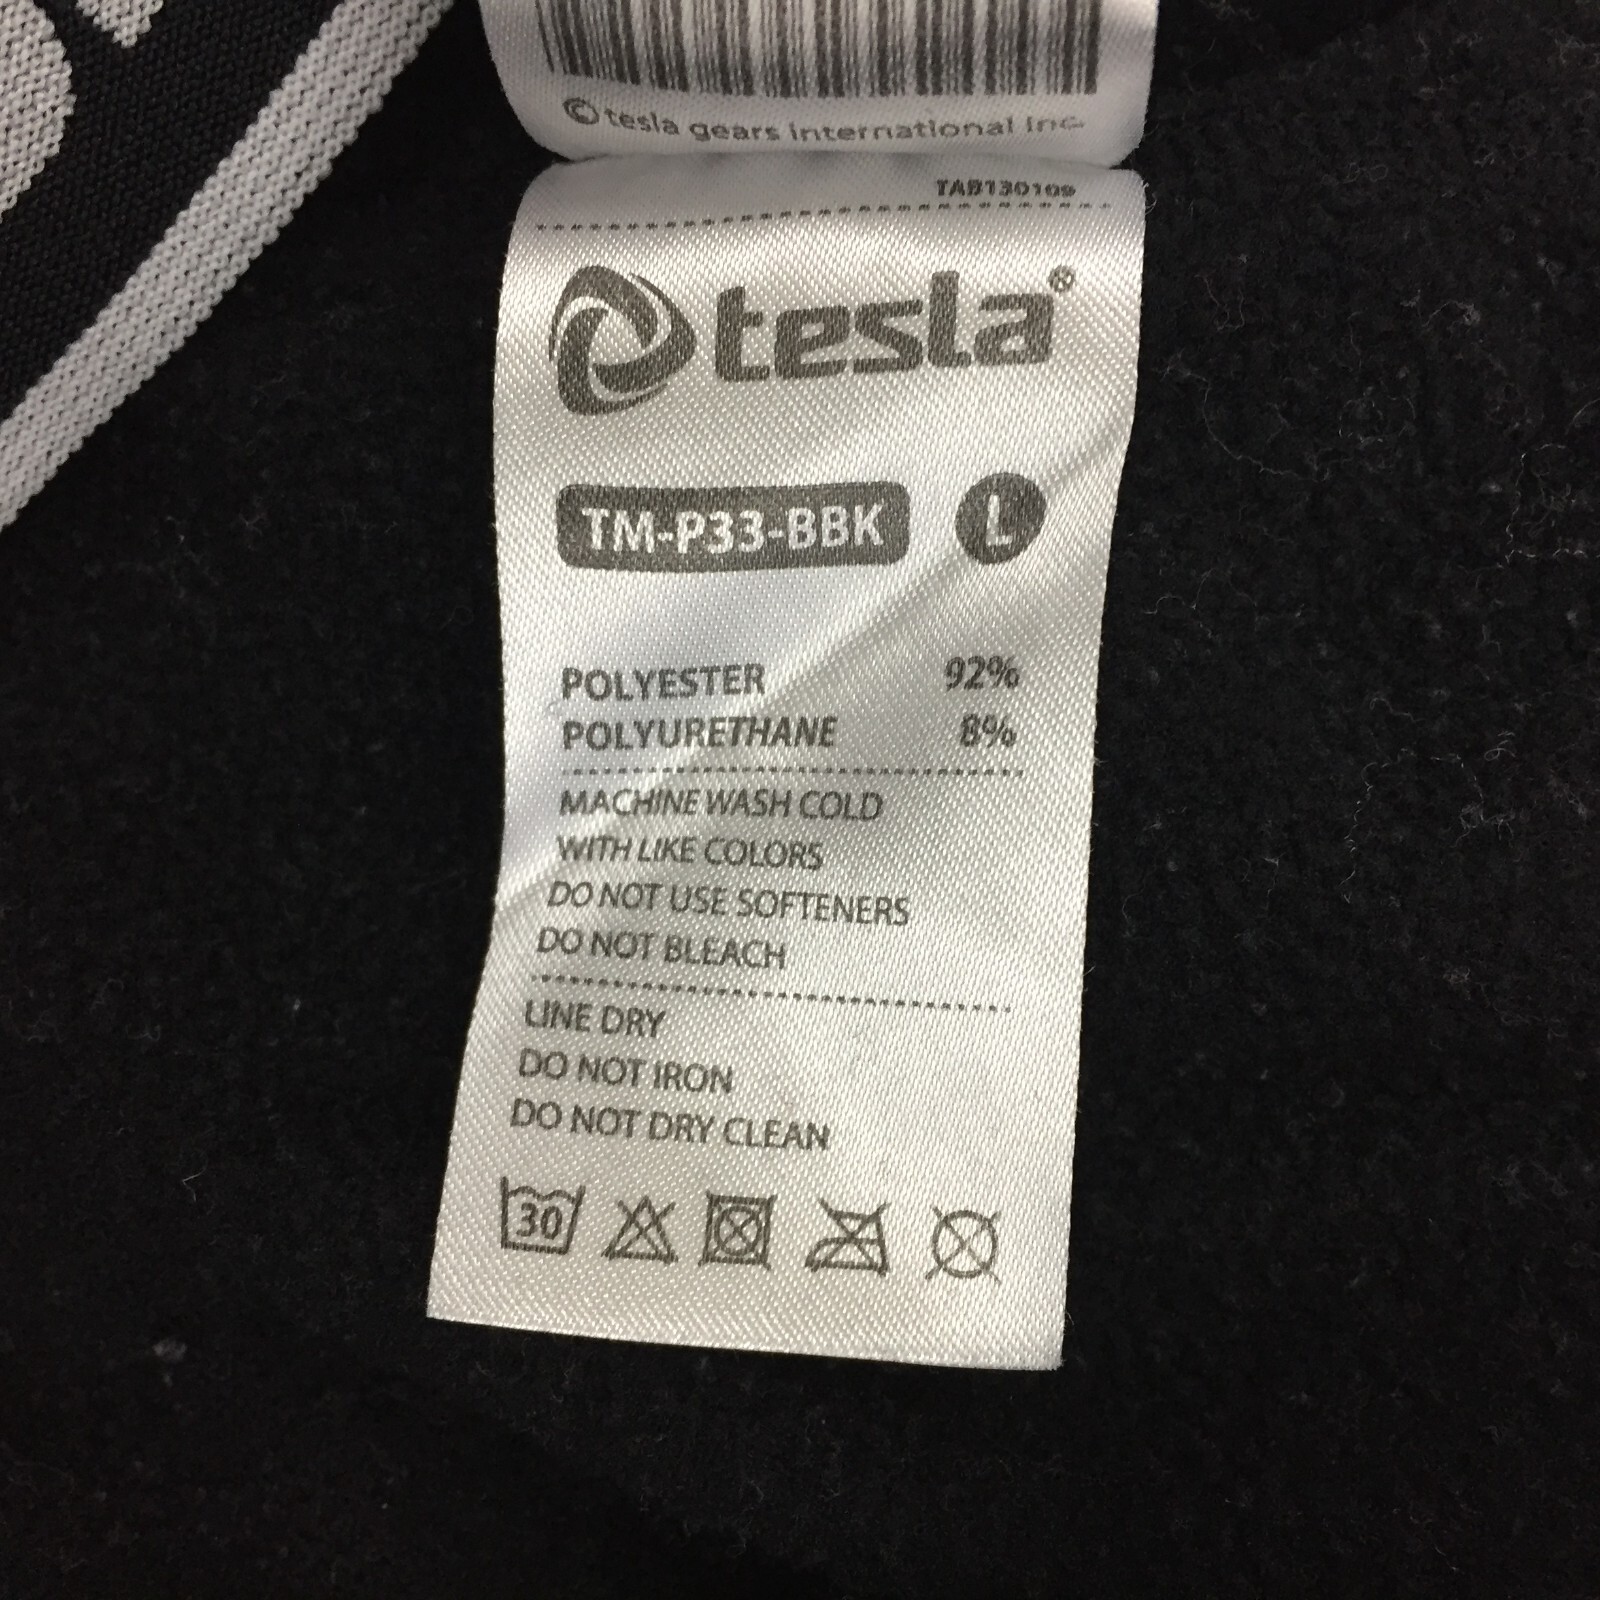 © tesla gears international Inc.
TAB130109
tesla®
TM-P33-BBK L
POLYESTER 92%
POLYURETHANE 8%
MACHINE WASH COLD
WITH LIKE COLORS
DO NOT USE SOFTENERS
DO NOT BLEACH
LINE DRY
DO NOT IRON
DO NOT DRY CLEAN
30